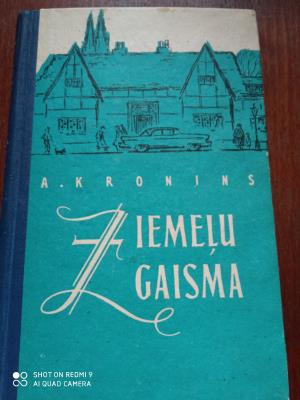 A. KRONINS
ZIEMEĻU
GAISMA
SHOT ON REDMI 9
AI QUAD CAMERA